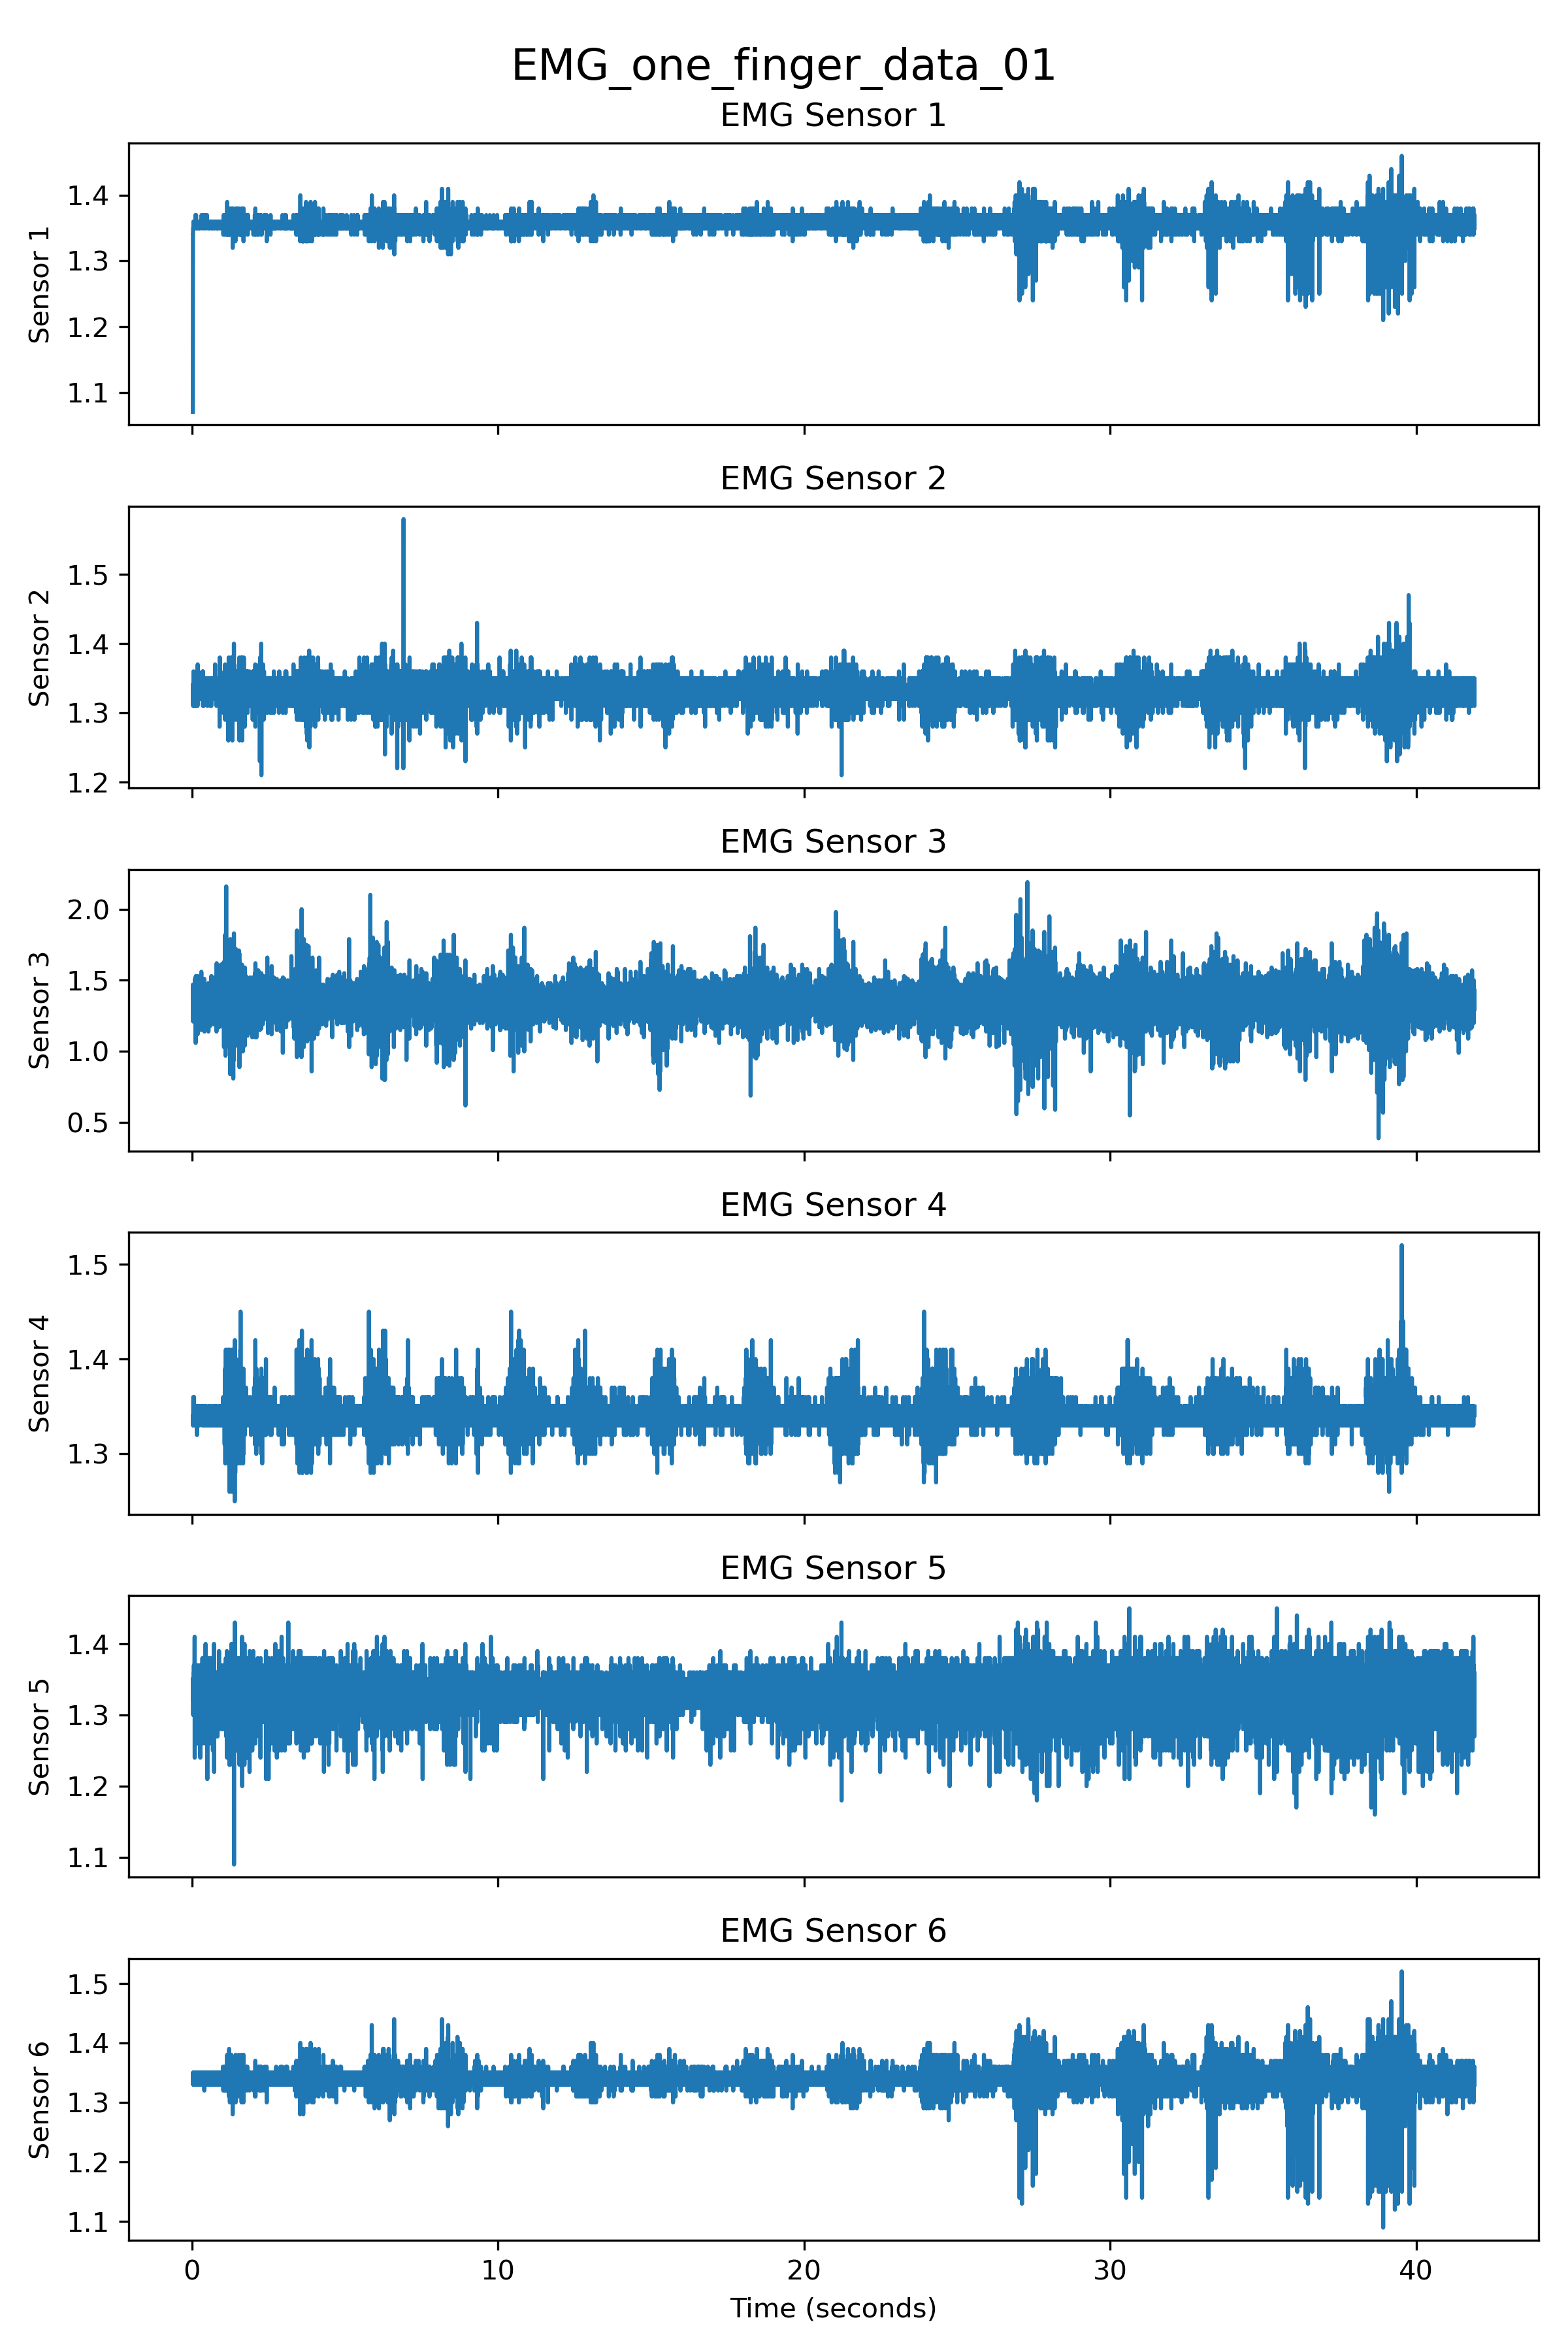 EMG_one_finger_data_01
EMG Sensor 1
1.4
1.3
1.2
1.1
Sensor 1
EMG Sensor 2
1.5
1.4
1.3
1.2
Sensor 2
EMG Sensor 3
2.0
1.5
1.0
0.5
Sensor 3
EMG Sensor 4
1.5
1.4
1.3
Sensor 4
EMG Sensor 5
1.4
1.3
1.2
1.1
Sensor 5
EMG Sensor 6
1.5
1.4
1.3
1.2
1.1
Sensor 6
0 10 20 30 40
Time (seconds)